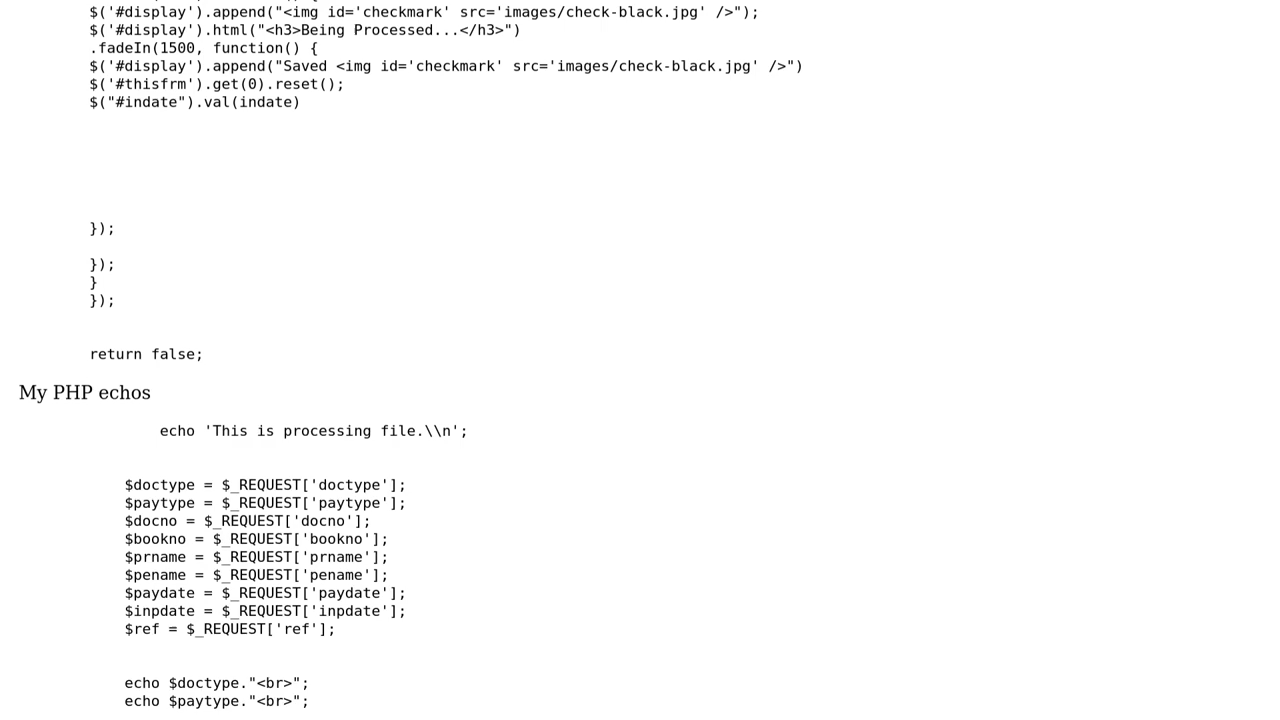 $('#display').append("<img id='checkmark' src='images/check-black.jpg' />");
$('#display').html("<h3>Being Processed...</h3>")
.fadeIn(1500, function() {
$('#display').append("Saved <img id='checkmark' src='images/check-black.jpg' />")
$('#thisfrm').get(0).reset();
$("#indate").val(indate)
});
});
}
});
return false;
My PHP echos
echo 'This is processing file.\\n';
$doctype = $_REQUEST['doctype'];
$paytype = $_REQUEST['paytype'];
$docno = $_REQUEST['docno'];
$bookno = $_REQUEST['bookno'];
$prname = $_REQUEST['prname'];
$pename = $_REQUEST['pename'];
$paydate = $_REQUEST['paydate'];
$inpdate = $_REQUEST['inpdate'];
$ref = $_REQUEST['ref'];
echo $doctype."<br>";
echo $paytype."<br>";